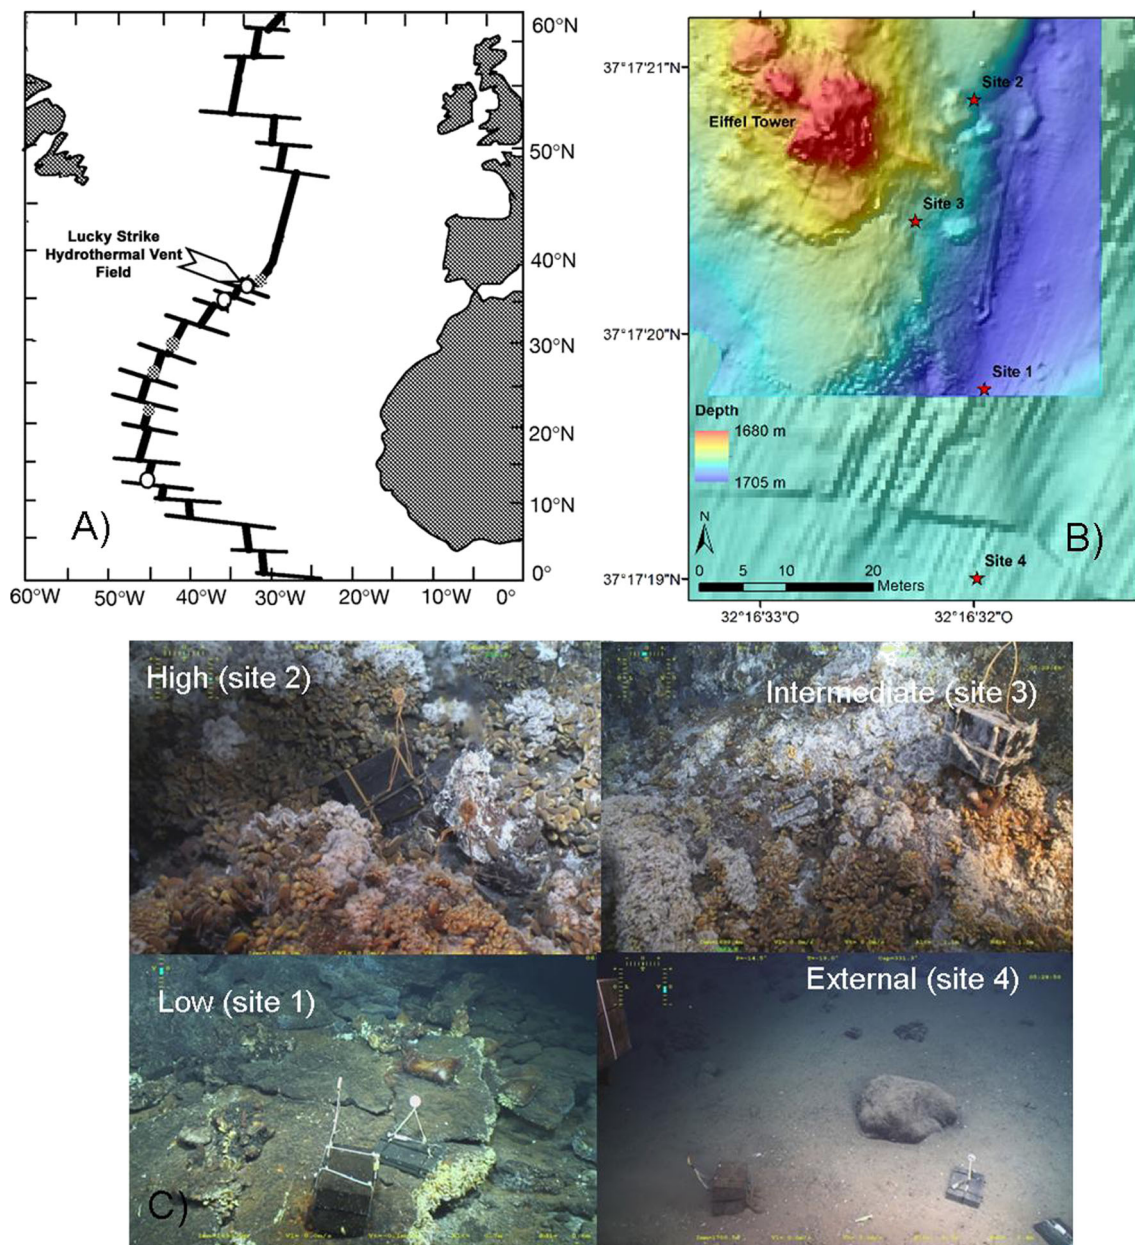 60°N
50°N
40°N
30°N
20°N
10°N
0°
Lucky Strike
Hydrothermal Vent
Field
A)
60°W
50°W
40°W
30°W
20°W
10°W
0°
37°17'21"N
37°17'20"N
37°17'19"N
Site 2
Eiffel Tower
Site 3
Site 1
Depth
1680 m
1705 m
B)
N
Site 4
0
5
10
20
Meters
32°16'33"O
32°16'32"O
High (site 2)
Intermediate (site 3)
Low (site 1)
External (site 4)
C)